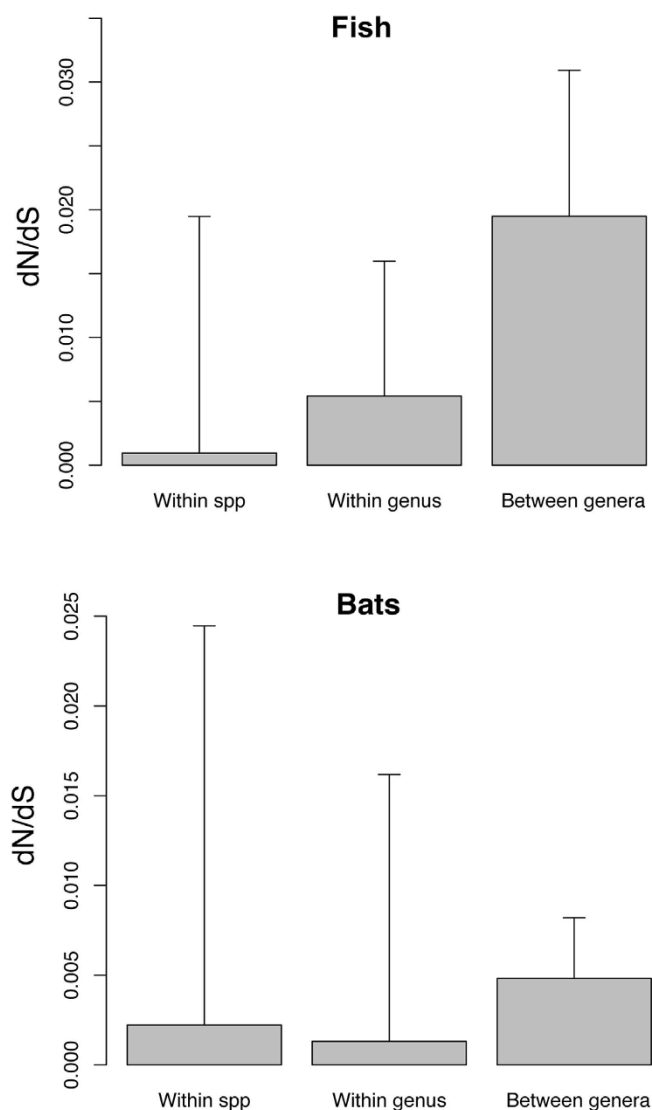 Fish
dN/dS
0.030
0.020
0.010
0.000
Within spp Within genus Between genera
Bats
dN/dS
0.025
0.020
0.015
0.010
0.005
0.000
Within spp Within genus Between genera